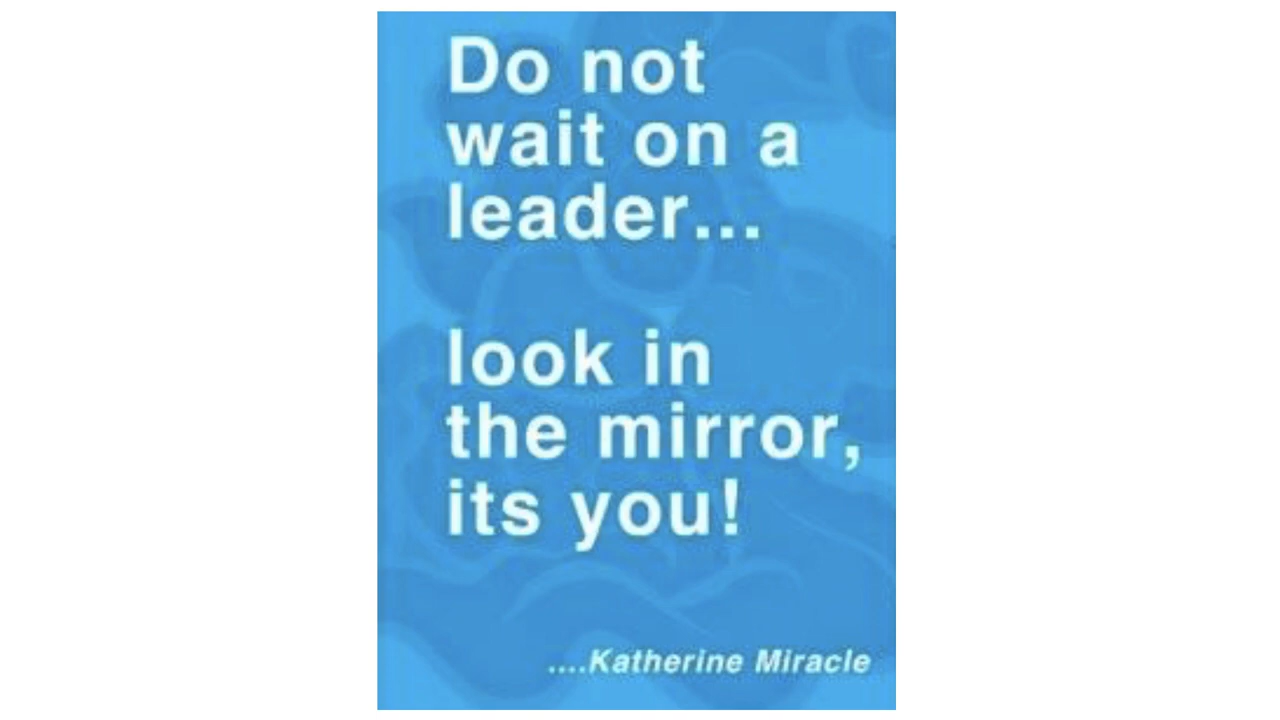 Do not
wait on a
leader...
look in
the mirror,
its you!
....Katherine Miracle